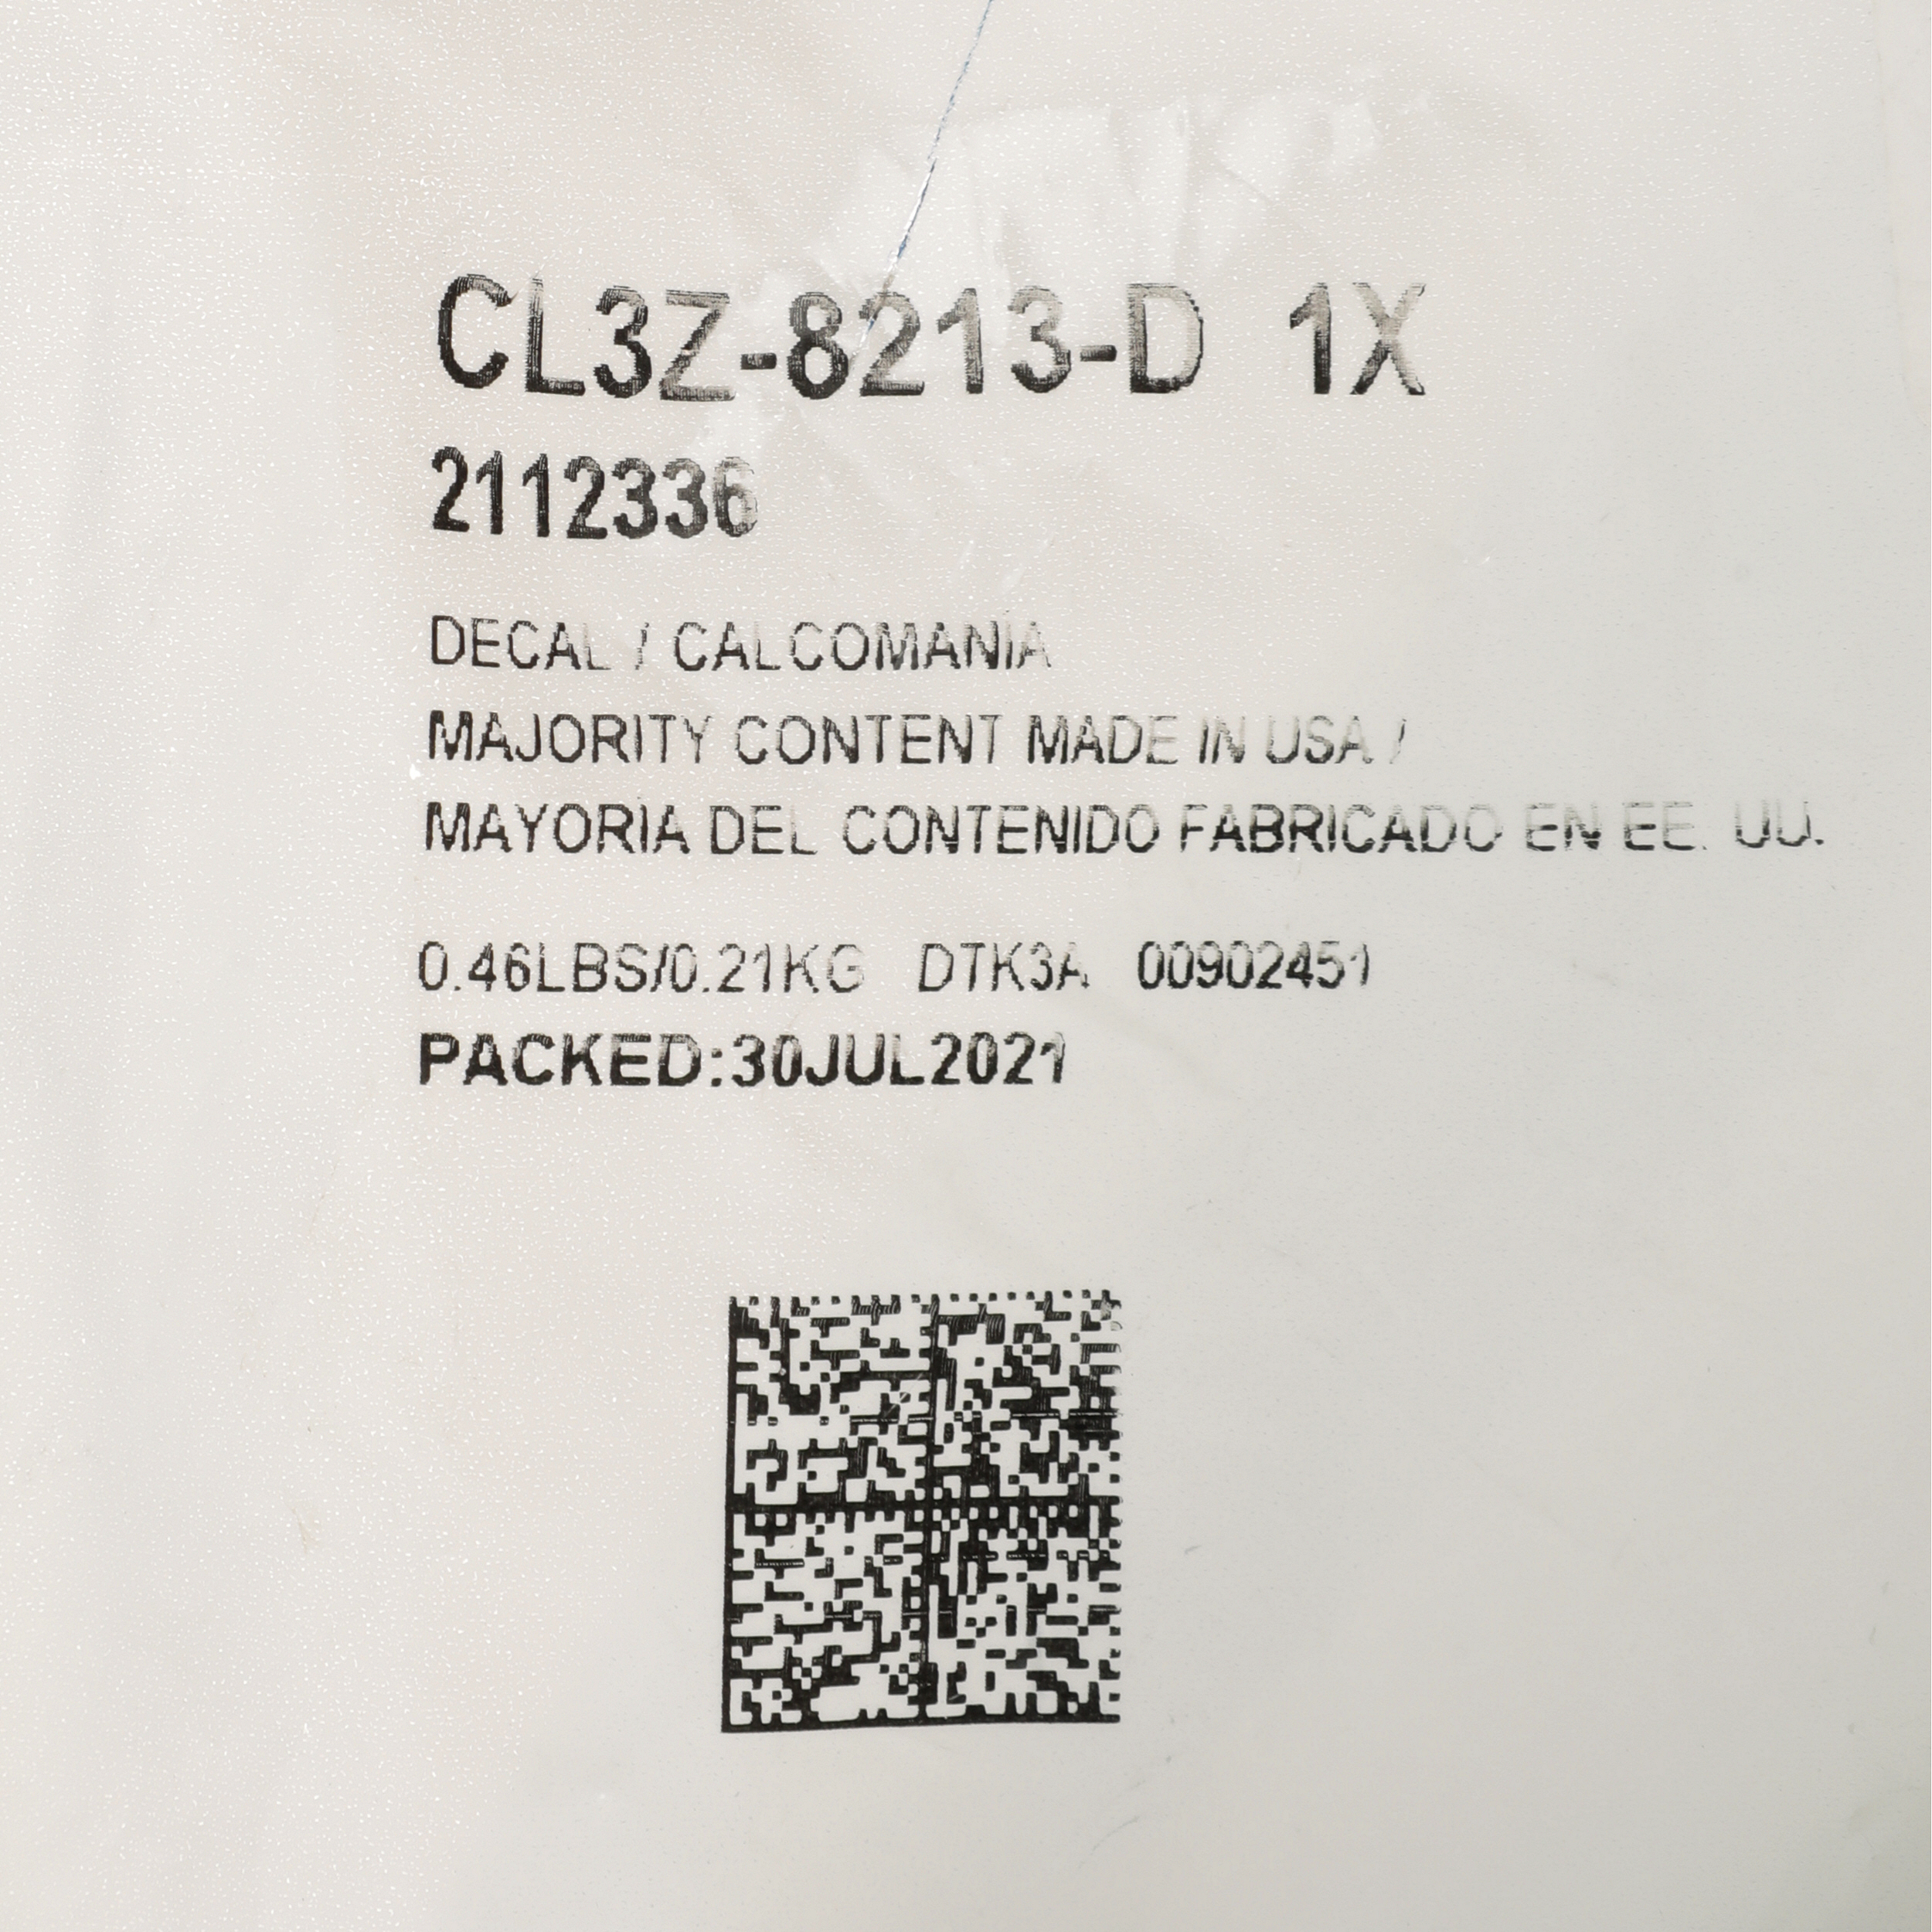 CL3Z-8213-D 1X
2112336
DECAL / CALCOMANIA
MAJORITY CONTENT MADE IN USA /
MAYORIA DEL CONTENIDO FABRICADO EN EE. UU.
0.46LBS/0.21KG DTK3A 00902451
PACKED:30JUL2021